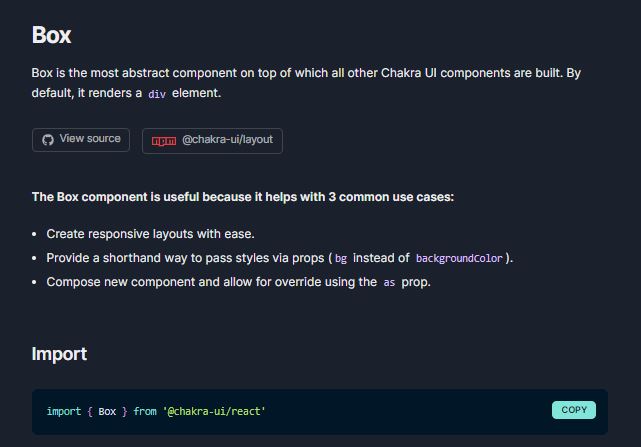 Box
Box is the most abstract component on top of which all other Chakra UI components are built. By
default, it renders a div element.
View source
npm @chakra-ui/layout
The Box component is useful because it helps with 3 common use cases:
• Create responsive layouts with ease.
• Provide a shorthand way to pass styles via props (bg instead of backgroundColor).
• Compose new component and allow for override using the as prop.
Import
import { Box } from '@chakra-ui/react'
COPY